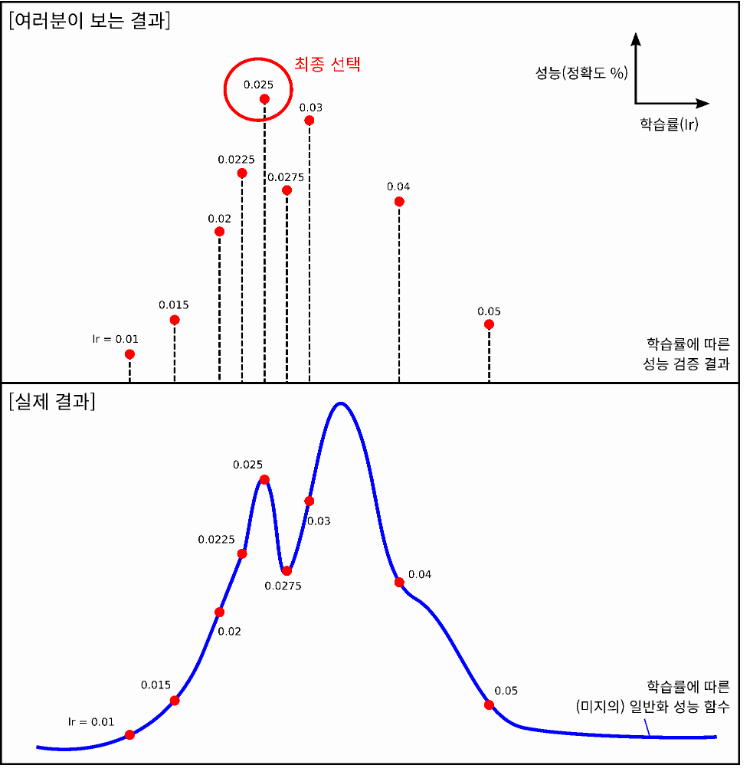 [여러분이 보는 결과]
최종 선택
성능(정확도 %)
학습률(lr)
0.025
0.03
0.0225
0.0275
0.04
0.02
0.015
0.05
lr = 0.01
학습률에 따른
성능 검증 결과
[실제 결과]
0.025
0.03
0.0225
0.0275
0.04
0.02
0.015
0.05
lr = 0.01
학습률에 따른
(미지의) 일반화 성능 함수